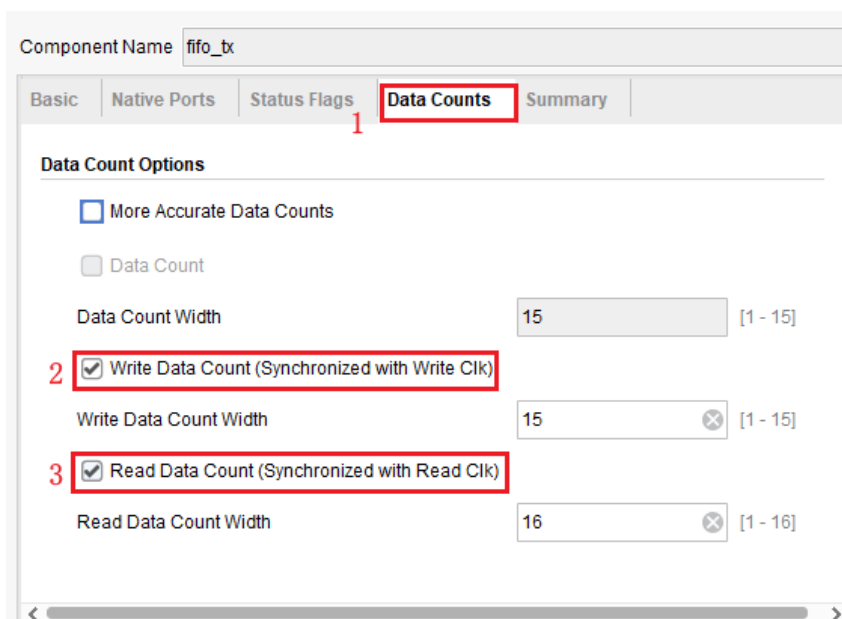 Component Name fifo_tx
Basic Native Ports Status Flags Data Counts Summary
1
Data Count Options
More Accurate Data Counts
Data Count
Data Count Width 15 [1 - 15]
2 Write Data Count (Synchronized with Write Clk)
Write Data Count Width 15 [1 - 15]
3 Read Data Count (Synchronized with Read Clk)
Read Data Count Width 16 [1 - 16]